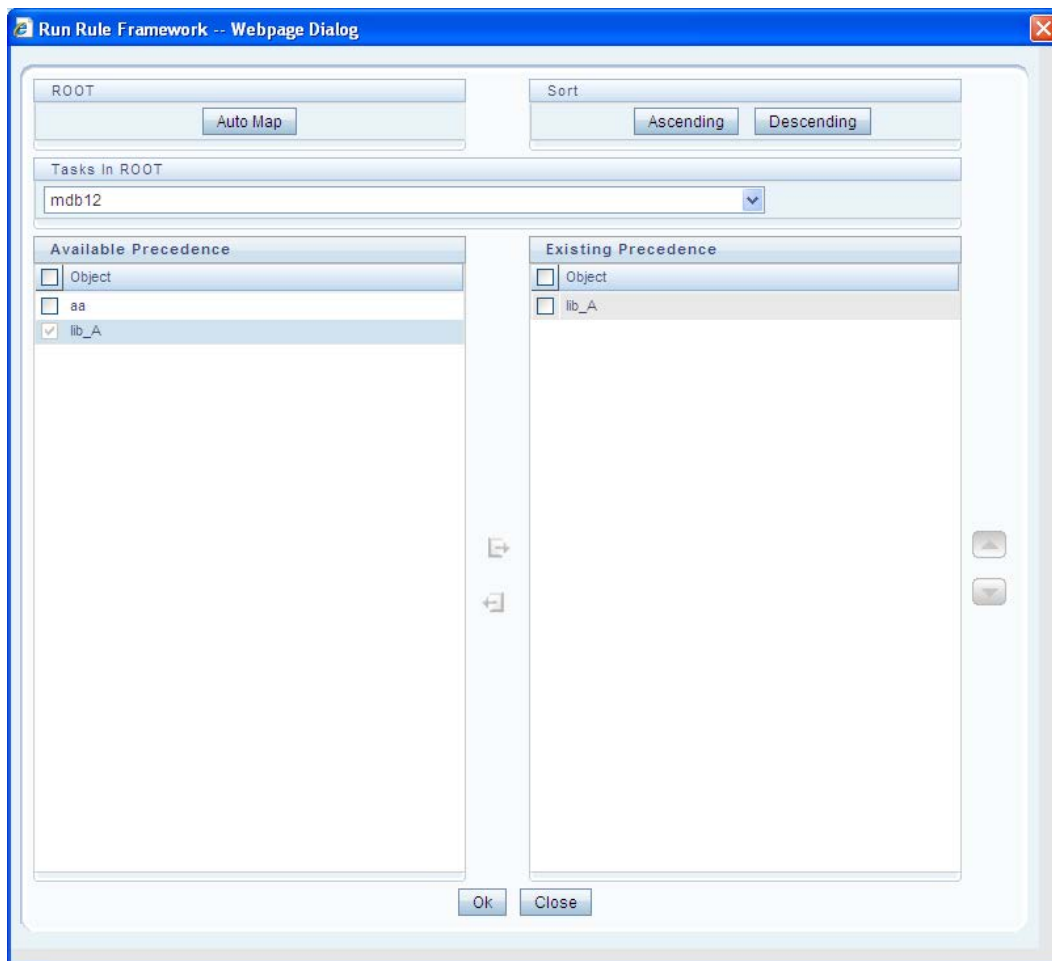 Run Rule Framework -- Webpage Dialog
ROOT
Sort
Auto Map
Ascending
Descending
Tasks In ROOT
mdb12
Available Precedence
Existing Precedence
Object
Object
aa
lib_A
lib_A
Ok
Close